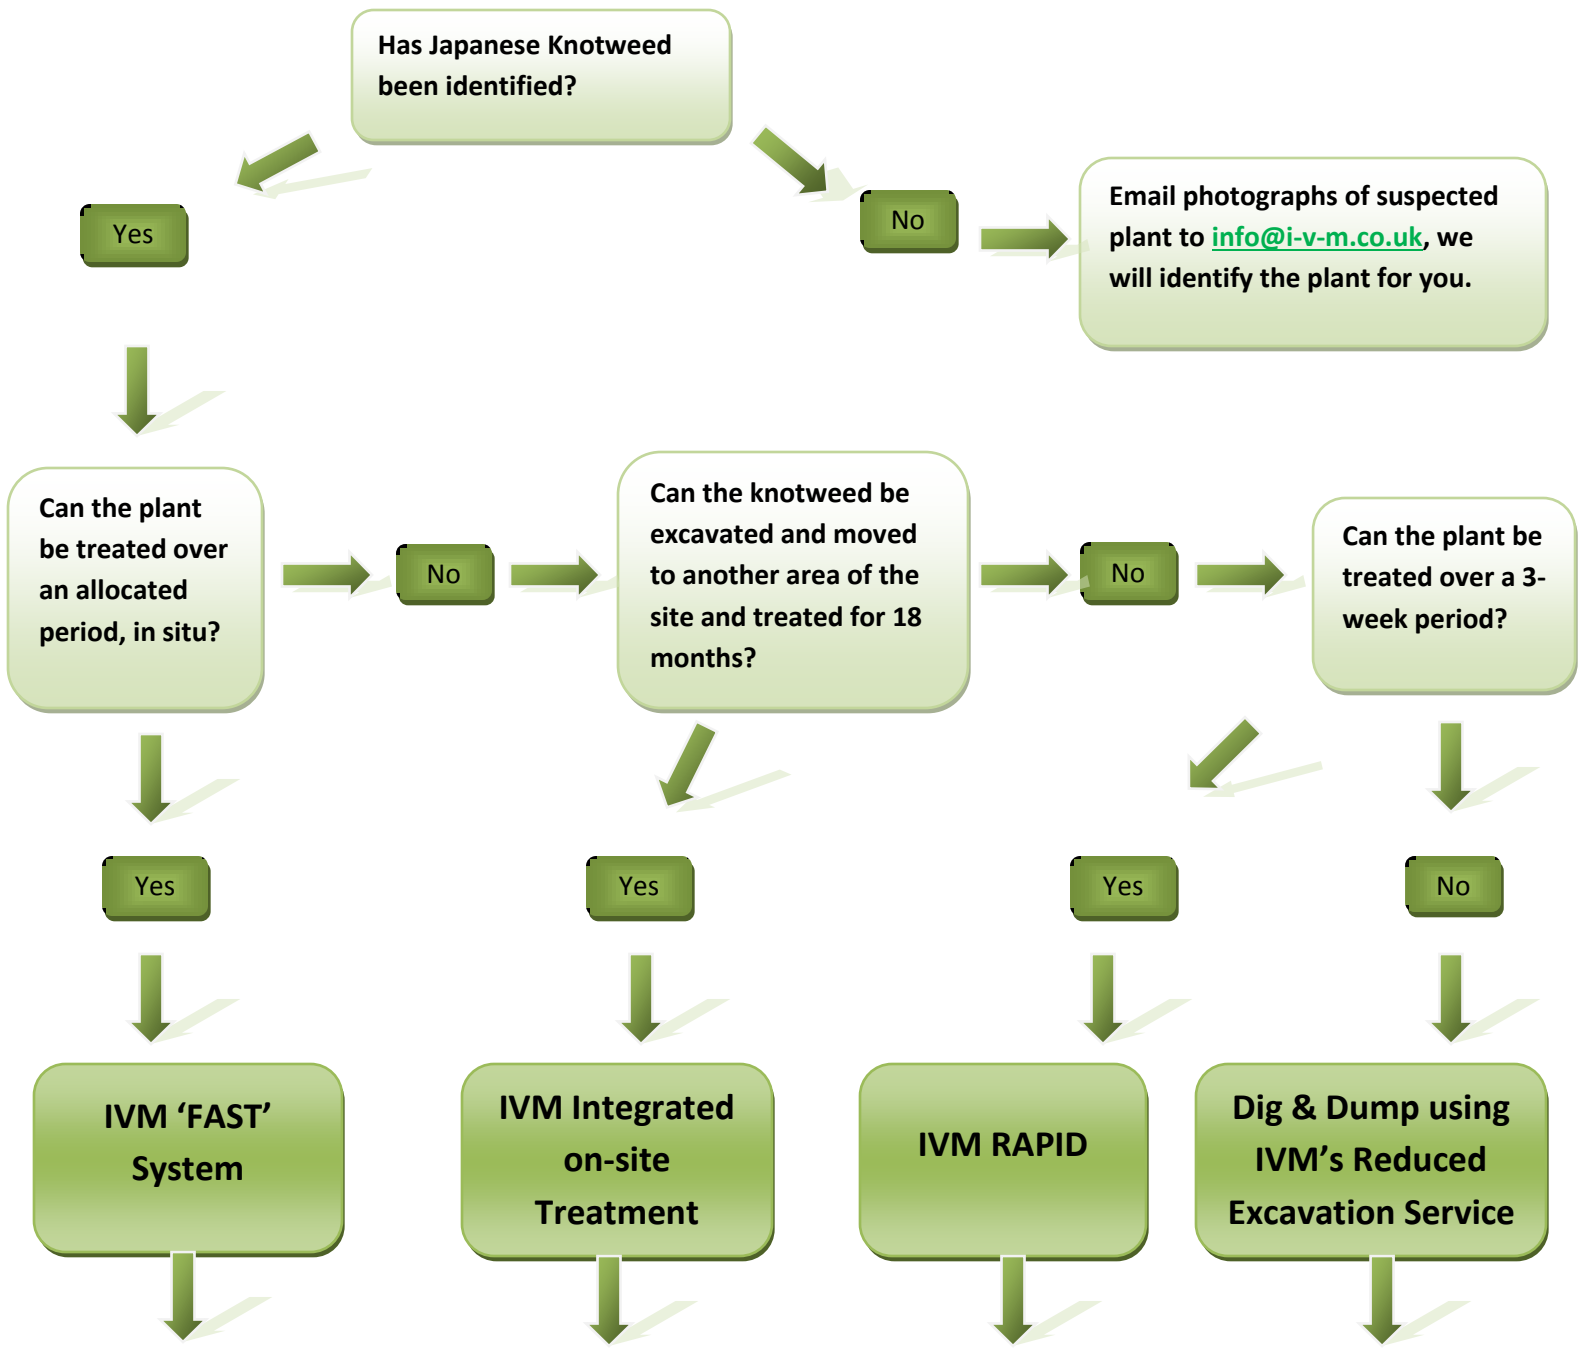 Has Japanese Knotweed
been identified?
Yes
No
Email photographs of suspected
plant to info@i-v-m.co.uk, we
will identify the plant for you.
Can the plant
be treated over
an allocated
period, in situ?
No
Can the knotweed be
excavated and moved
to another area of the
site and treated for 18
months?
No
Can the plant be
treated over a 3-
week period?
Yes
Yes
Yes
No
IVM ‘FAST’
System
IVM Integrated
on-site
Treatment
IVM RAPID
Dig & Dump using
IVM’s Reduced
Excavation Service